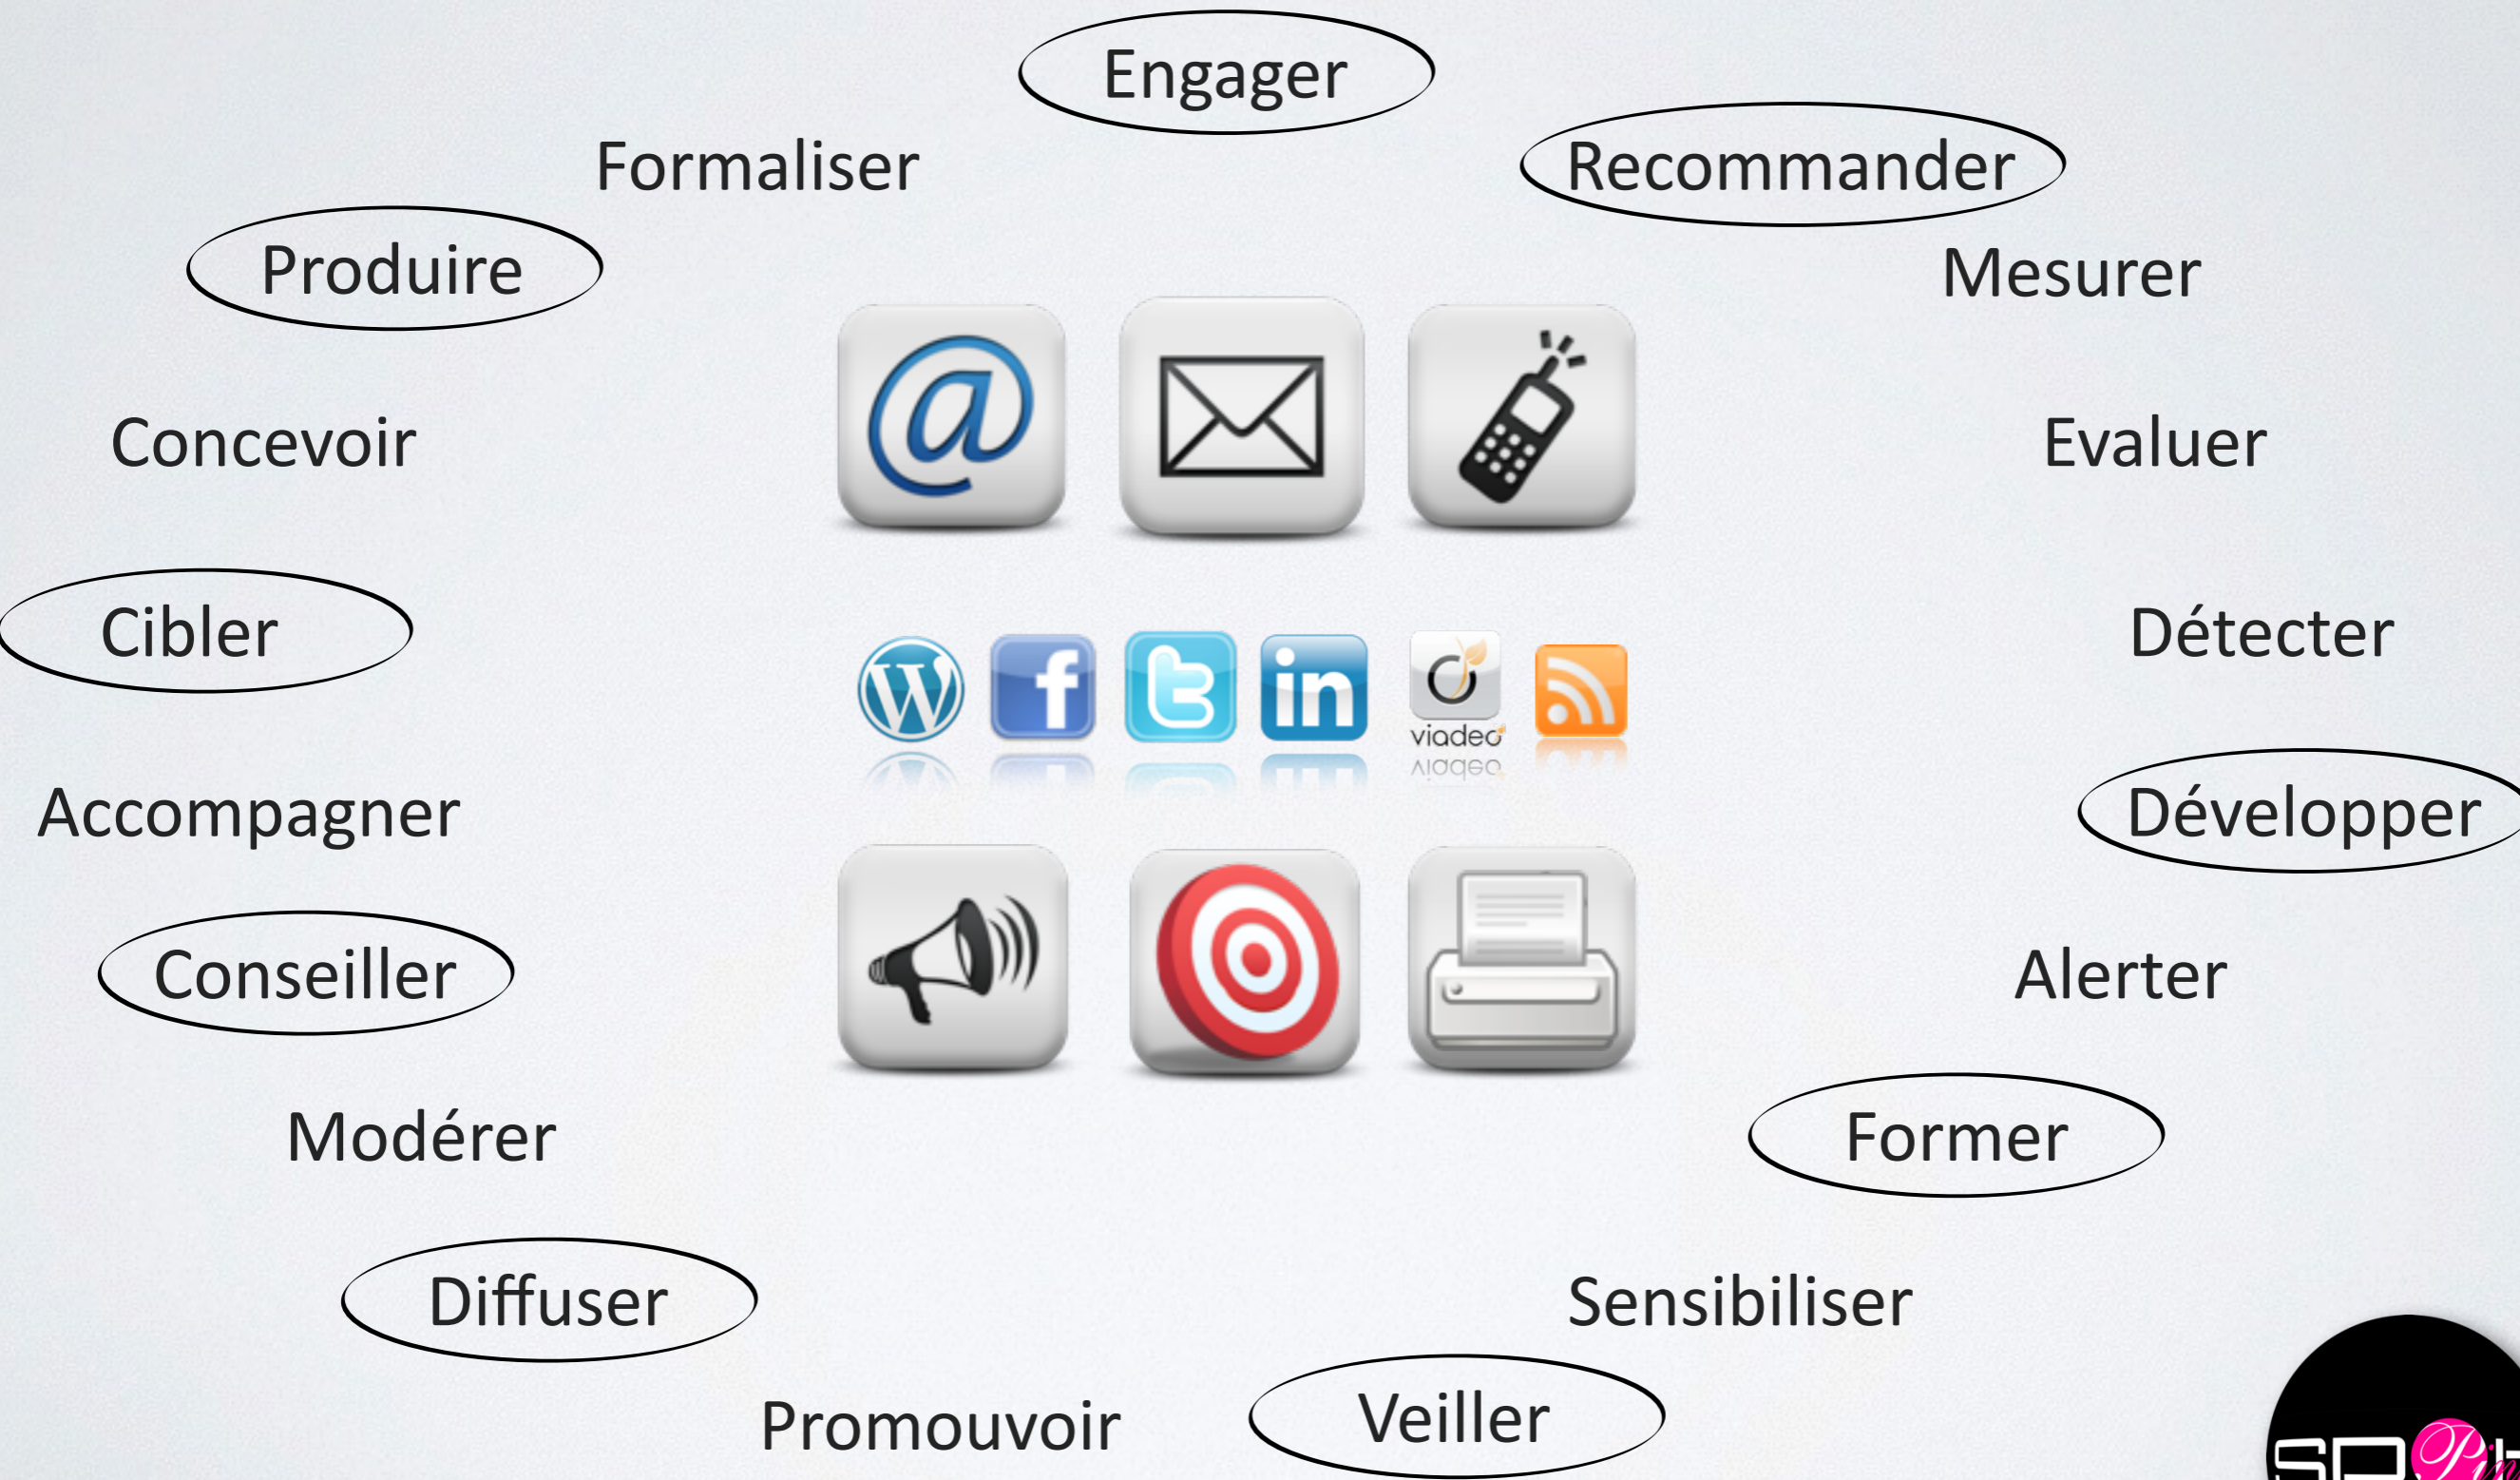 Engager
Formaliser
Recommander
Produire
Mesurer
@
Concevoir
Evaluer
Cibler
Détecter
viadeo
Accompagner
Développer
Conseiller
Alerter
Modérer
Former
Diffuser
Sensibiliser
Promouvoir
Veiller